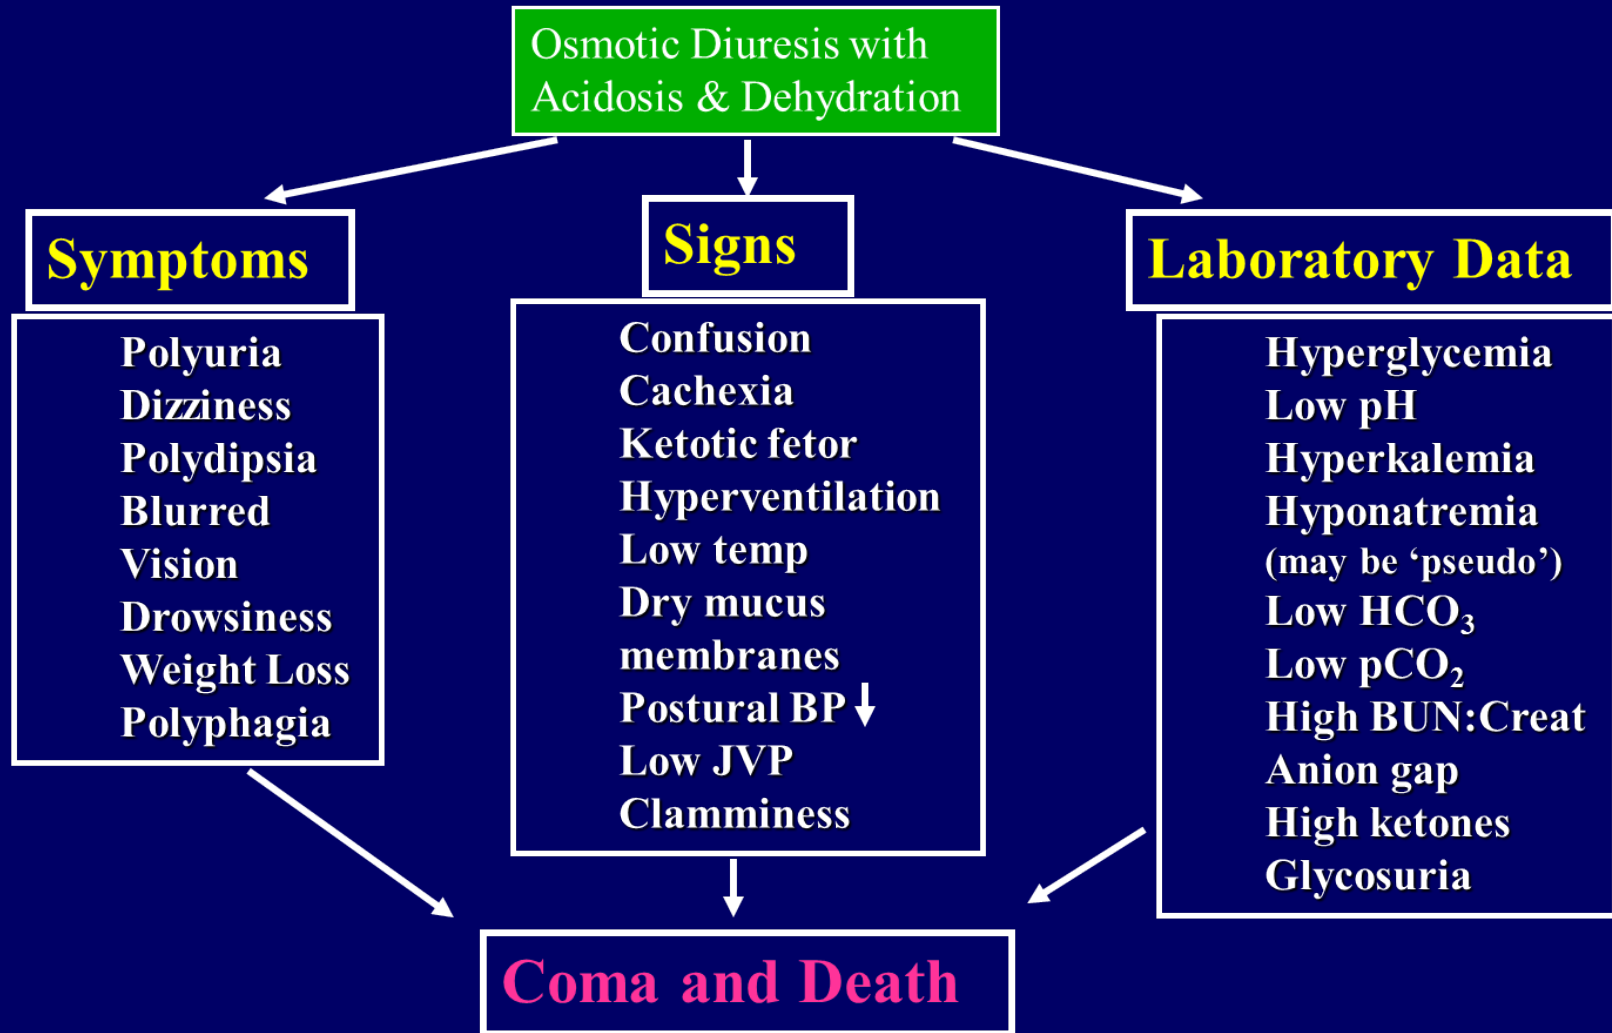 Osmotic Diuresis with
Acidosis & Dehydration
Symptoms
Polyuria
Dizziness
Polydipsia
Blurred
Vision
Drowsiness
Weight Loss
Polyphagia
Signs
Confusion
Cachexia
Ketotic fetor
Hyperventilation
Low temp
Dry mucus
membranes
Postural BP
Low JVP
Clamminess
Laboratory Data
Hyperglycemia
Low pH
Hyperkalemia
Hyponatremia
(may be ‘pseudo’)
Low HCO₃
Low pCO₂
High BUN:Creat
Anion gap
High ketones
Glycosuria
Coma and Death